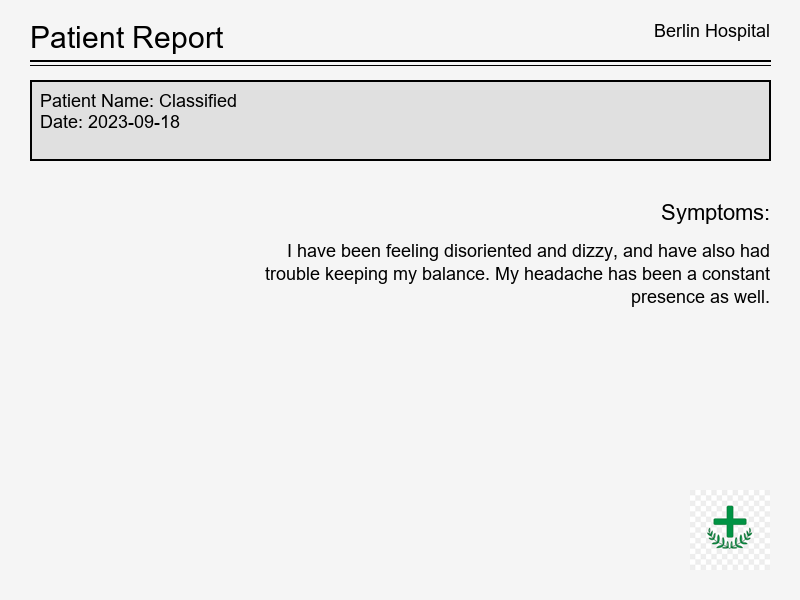 Patient Report
Berlin Hospital
Patient Name: Classified
Date: 2023-09-18
Symptoms:
I have been feeling disoriented and dizzy, and have also had
trouble keeping my balance. My headache has been a constant
presence as well.